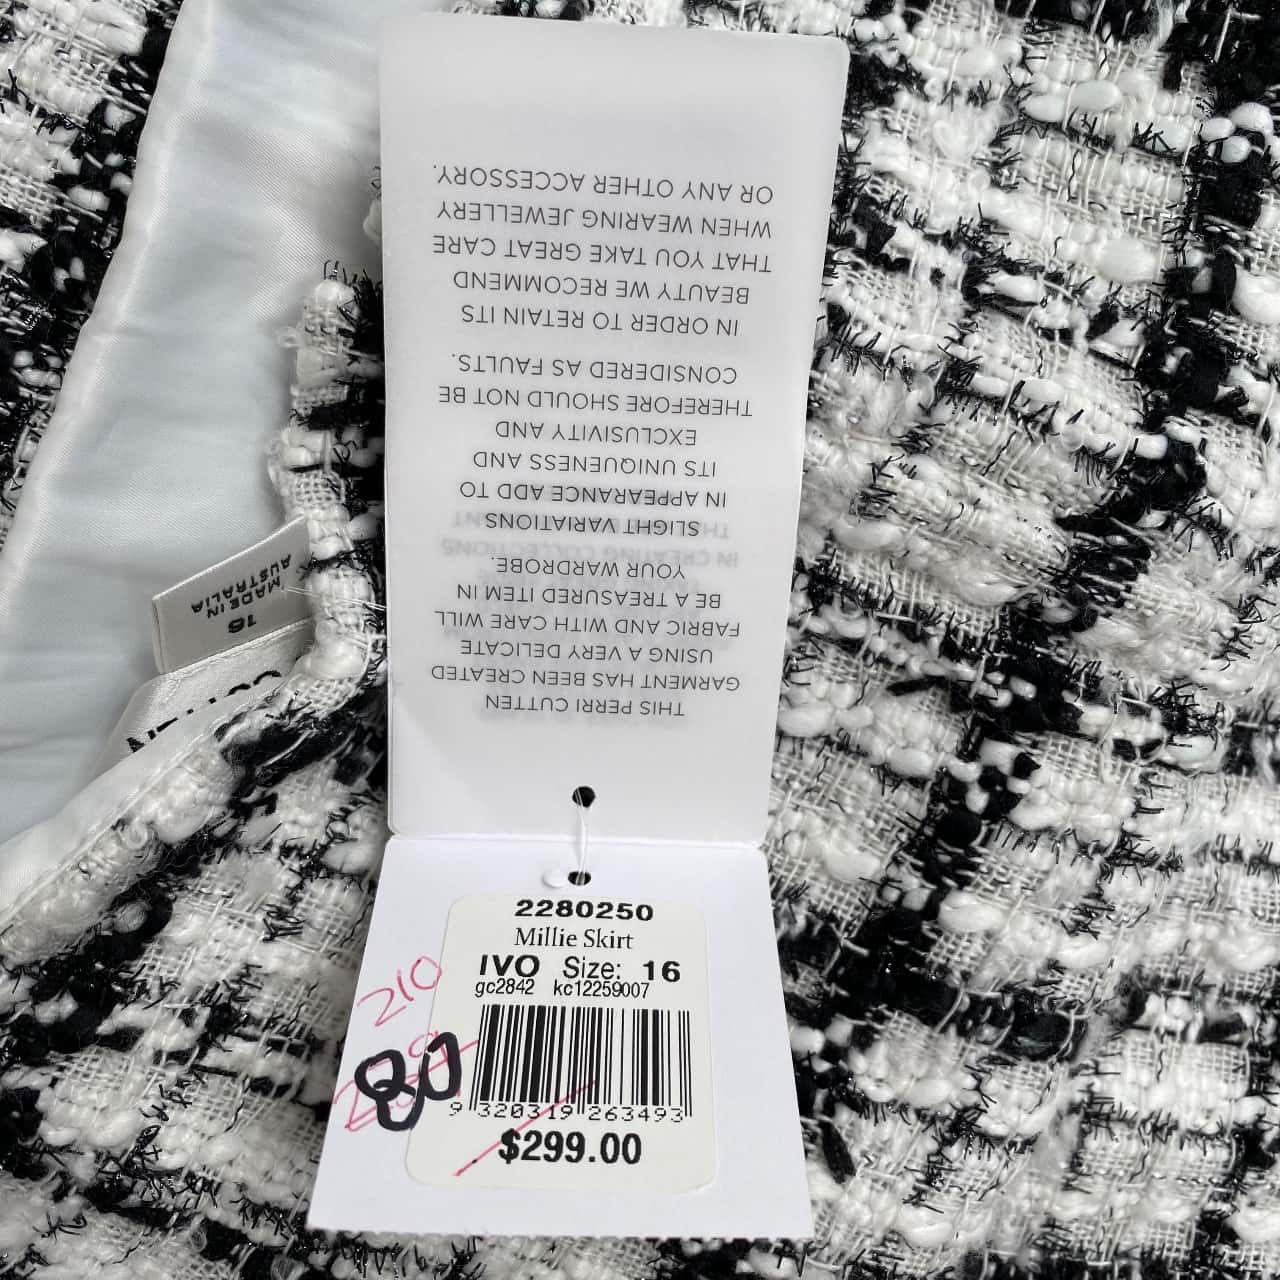 THIS PERRI CUTTEN
GARMENT HAS BEEN CREATED
USING A VERY DELICATE
FABRIC AND WITH CARE WILL
BE A TREASURED ITEM IN
YOUR WARDROBE.
SLIGHT VARIATIONS
IN APPEARANCE ADD TO
ITS UNIQUENESS AND
EXCLUSIVITY AND
THEREFORE SHOULD NOT BE
CONSIDERED AS FAULTS.
IN ORDER TO RETAIN ITS
BEAUTY WE RECOMMEND
THAT YOU TAKE GREAT CARE
WHEN WEARING JEWELLERY
OR ANY OTHER ACCESSORY.
16
MADE IN
AUSTRALIA
2280250
Millie Skirt
IVO Size: 16
gc2842 kc12259007
210
80
9 320319 263493
$299.00